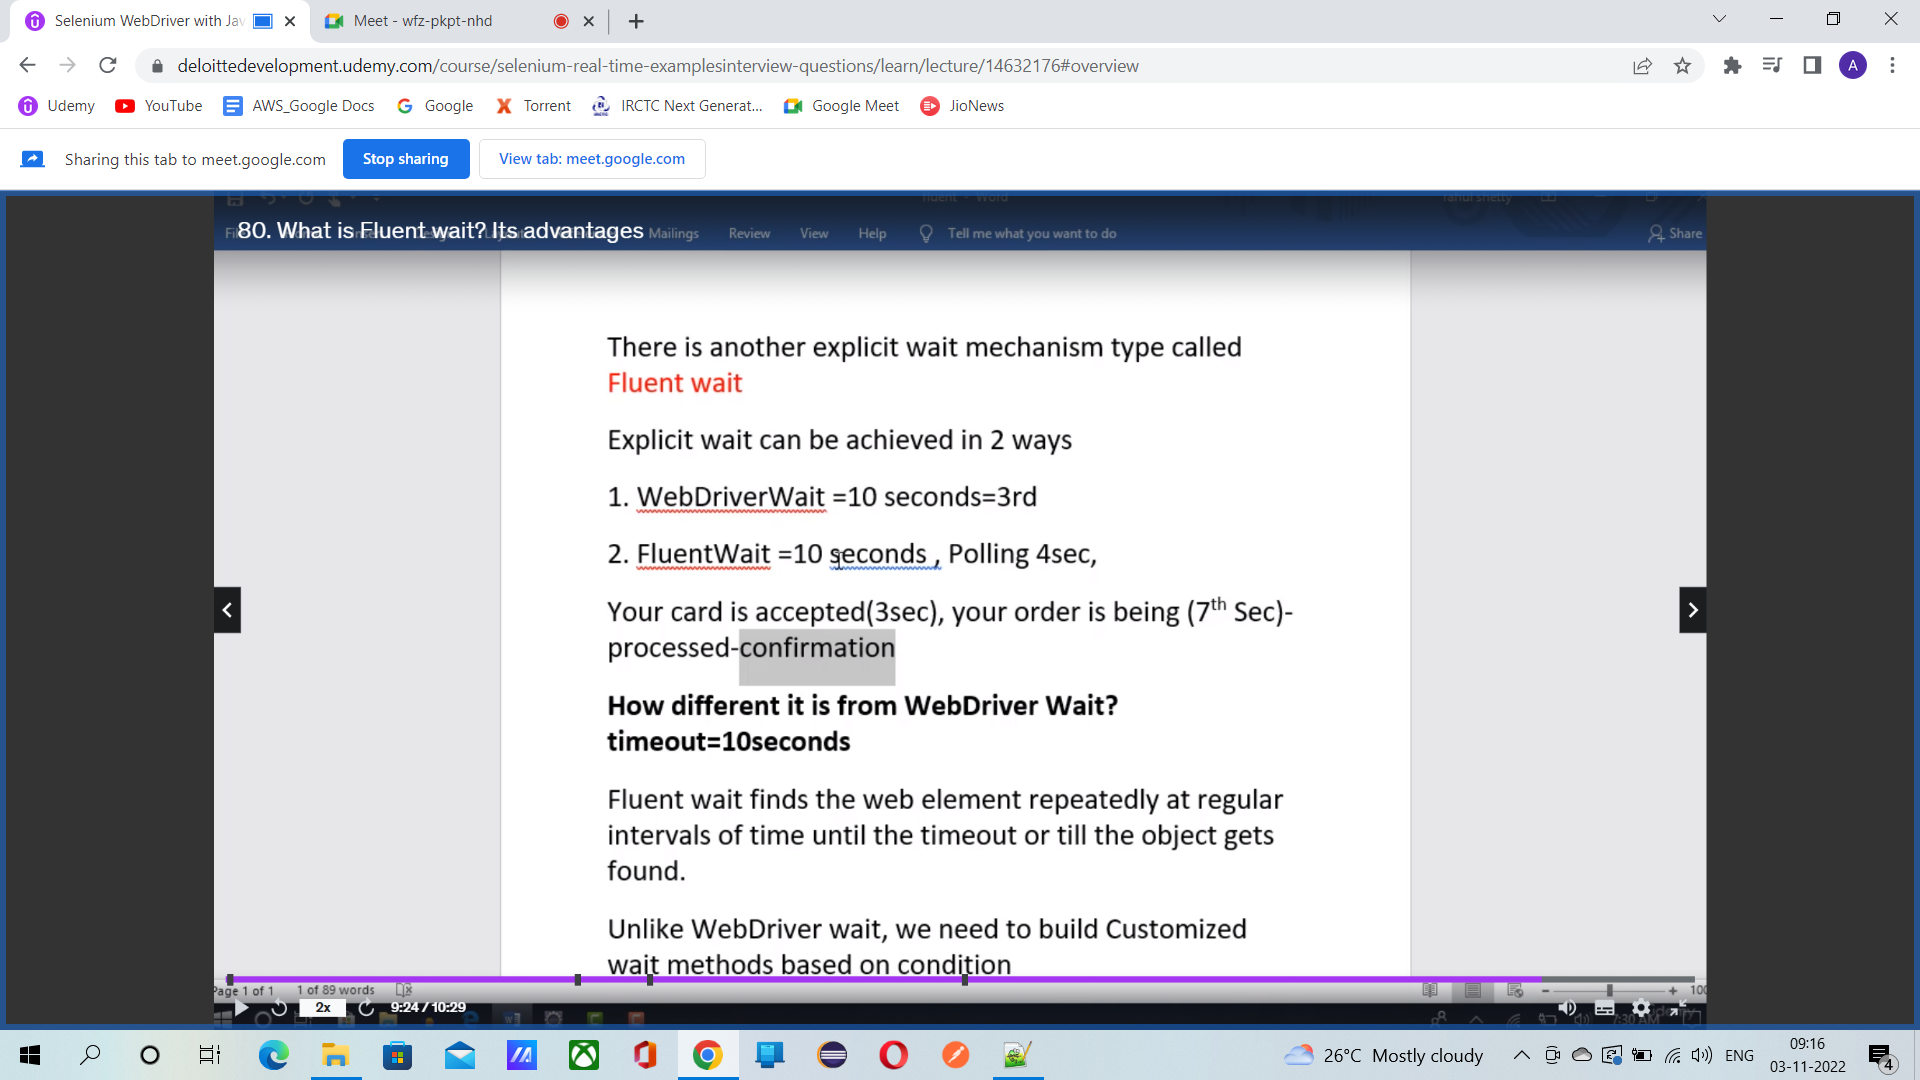 Selenium WebDriver with Jav
Meet - wfz-pkpt-nhd
deloittedevelopment.udemy.com/course/selenium-real-time-examplesinterview-questions/learn/lecture/14632176#overview
A
Udemy
YouTube
AWS_Google Docs
Google
Torrent
IRCTC Next Generat...
Google Meet
JioNews
Sharing this tab to meet.google.com
Stop sharing
View tab: meet.google.com
fluent - Word
rahul shetty
80. What is Fluent wait? Its advantages
Mailings
Review
View
Help
Tell me what you want to do
Share
There is another explicit wait mechanism type called
Fluent wait
Explicit wait can be achieved in 2 ways
1. WebDriverWait =10 seconds=3rd
2. FluentWait =10 seconds , Polling 4sec,
Your card is accepted(3sec), your order is being (7th Sec)-
processed-confirmation
How different it is from WebDriver Wait?
timeout=10seconds
Fluent wait finds the web element repeatedly at regular
intervals of time until the timeout or till the object gets
found.
Unlike WebDriver wait, we need to build Customized
wait methods based on condition
Page 1 of 1
1 of 89 words
100
2x
9:24 / 10:29
7:30 AM
26°C Mostly cloudy
ENG
09:16
03-11-2022
4